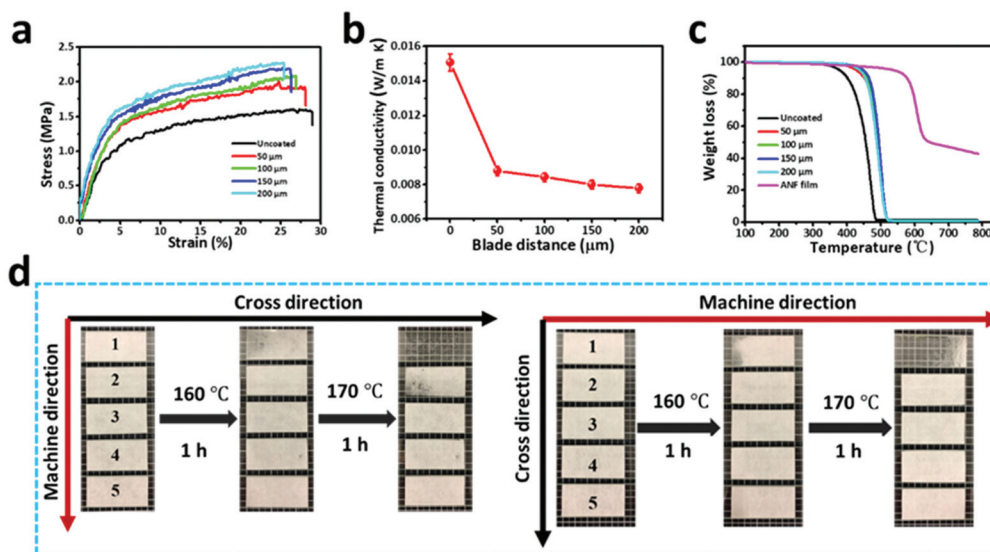 a
2.5
2.0
1.5
1.0
0.5
0.0
Stress (MPa)
Uncoated
50 μm
100 μm
150 μm
200 μm
0 5 10 15 20 25 30
Strain (%)
b
0.016
0.014
0.012
0.010
0.008
0.006
Thermal conductivity (W/m K)
0 50 100 150 200
Blade distance (μm)
c
100
80
60
40
20
0
Weight loss (%)
Uncoated
50 μm
100 μm
150 μm
200 μm
ANF film
100 200 300 400 500 600 700 800
Temperature (℃)
d
Cross direction
Machine direction
1
2
3
4
5
160 ℃
1 h
170 ℃
1 h
Machine direction
Cross direction
1
2
3
4
5
160 ℃
1 h
170 ℃
1 h